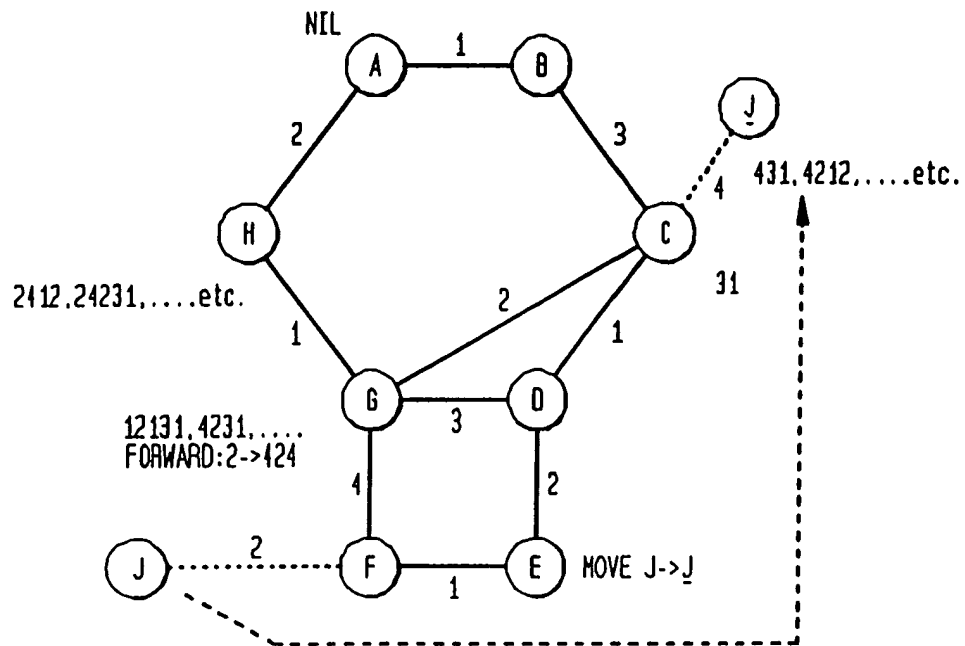 NIL
A
1
B
J
2
3
4
431,4212,....etc.
H
C
2412,24231,....etc.
31
2
1
1
G
3
D
12131,4231,....
FORWARD:2->424
4
2
J
2
F
1
E
MOVE J->J